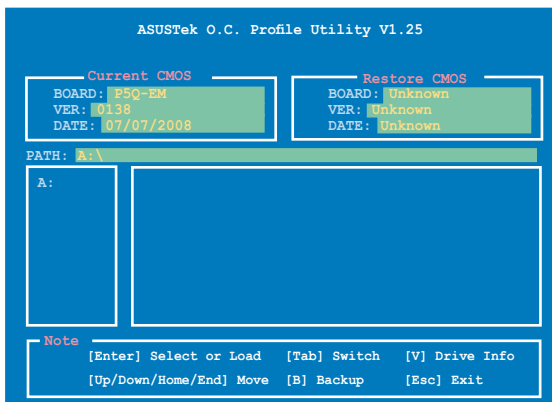 ASUSTek O.C. Profile Utility V1.25
Current CMOS
BOARD: P5Q-EM
VER: 0138
DATE: 07/07/2008
Restore CMOS
BOARD: Unknown
VER: Unknown
DATE: Unknown
PATH: A:\
A:
Note
[Enter] Select or Load [Tab] Switch [V] Drive Info
[Up/Down/Home/End] Move [B] Backup [Esc] Exit